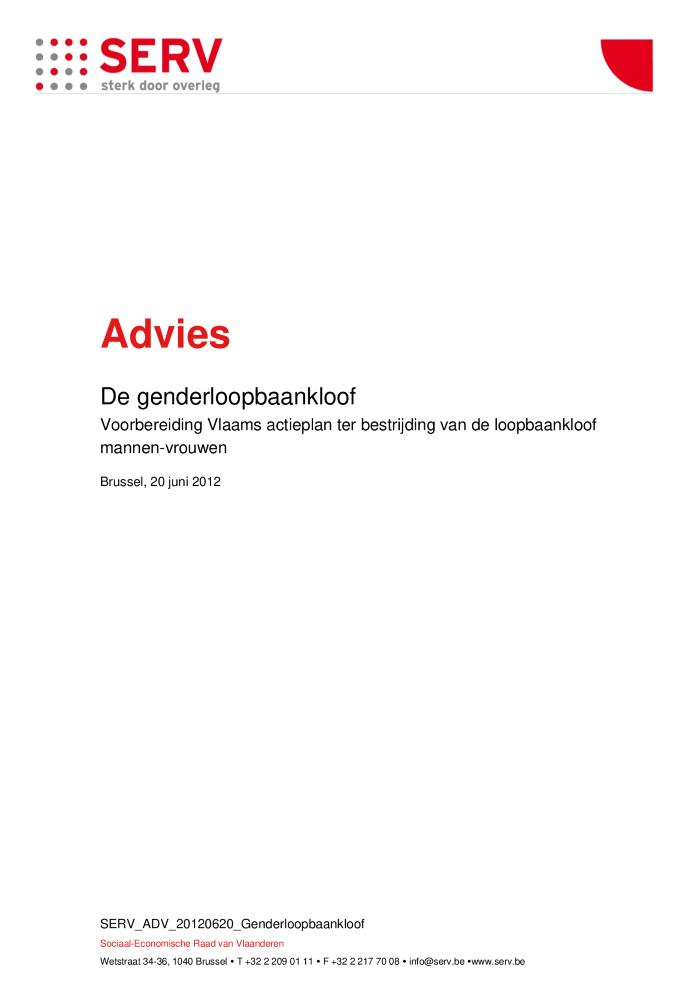 SERV
sterk door overleg
Advies
De genderloopbaankloof
Voorbereiding Vlaams actieplan ter bestrijding van de loopbaankloof
mannen-vrouwen
Brussel, 20 juni 2012
SERV_ADV_20120620_Genderloopbaankloof
Sociaal-Economische Raad van Vlaanderen
Wetstraat 34-36, 1040 Brussel • T +32 2 209 01 11 • F +32 2 217 70 08 • info@serv.be •www.serv.be